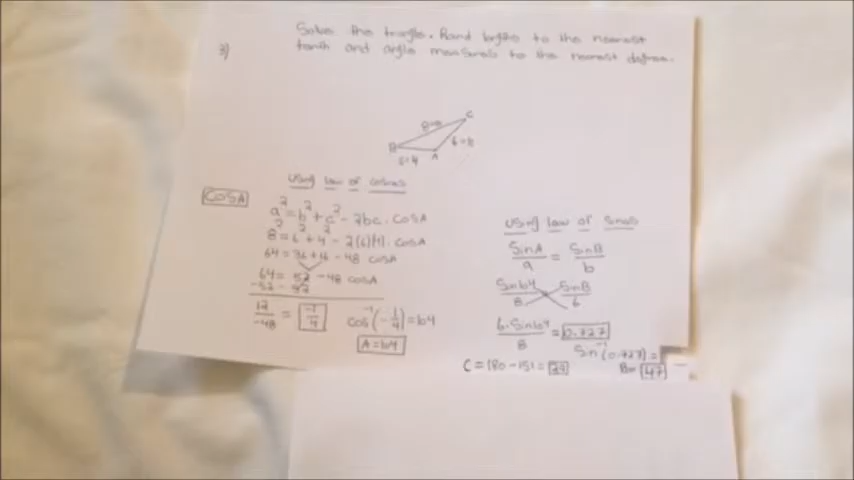 Solve the triangle. Round lengths to the nearest
3) tenth and angle measures to the nearest degree.
C
8=a
B
6=b
c=4 A
Using law of cosines
COSA
a²=b²+c²-2bc.COSA
8²=6²+4²-2(6)(4).COSA
64=36+16-48 COSA
64=52-48 COSA
-52-52
12/-48 = -1/4
cos⁻¹(-1/4)=104
A=104
Using law of sines
SinA/a = SinB/b
Sin104/8 SinB/6
6.Sin104/8 = 0.727
Sin⁻¹(0.727)=
B=47
C=180-151=29